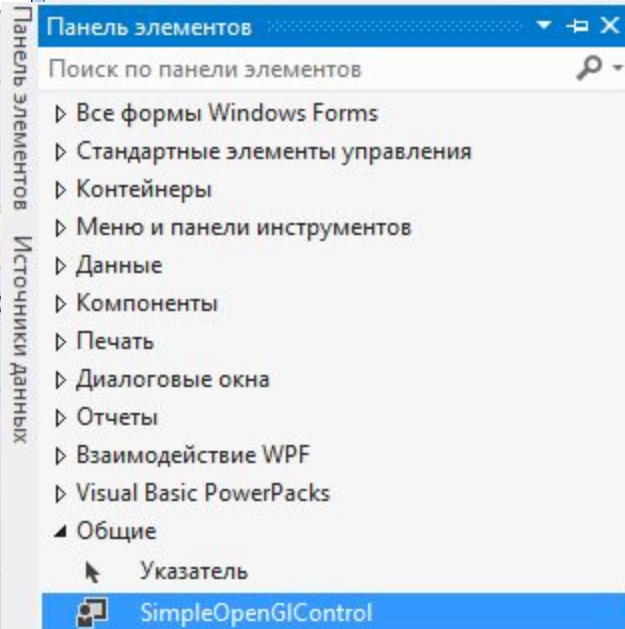 Панель элементов
Источники данных
Панель элементов
Поиск по панели элементов
Все формы Windows Forms
Стандартные элементы управления
Контейнеры
Меню и панели инструментов
Данные
Компоненты
Печать
Диалоговые окна
Отчеты
Взаимодействие WPF
Visual Basic PowerPacks
Общие
Указатель
SimpleOpenGlControl